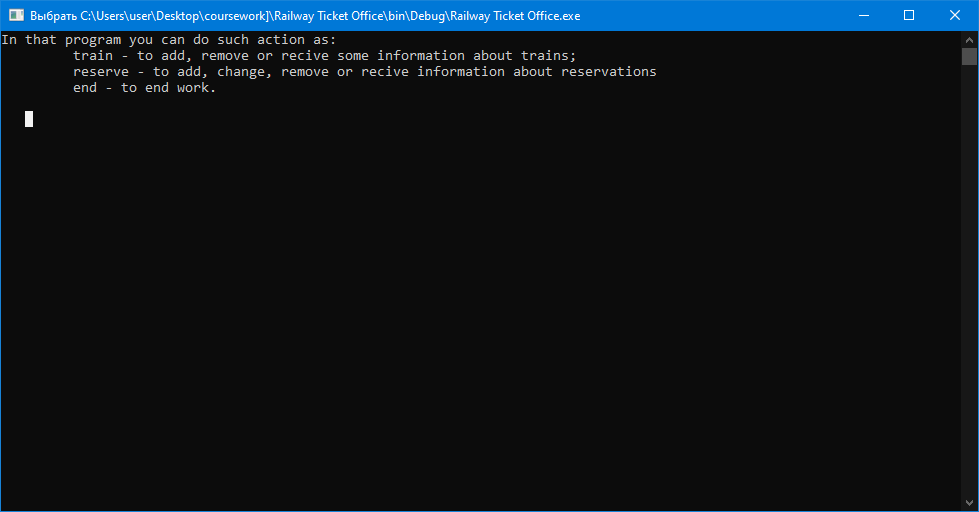 Выбрать C:\Users\user\Desktop\coursework]\Railway Ticket Office\bin\Debug\Railway Ticket Office.exe
In that program you can do such action as:
train - to add, remove or recive some information about trains;
reserve - to add, change, remove or recive information about reservations
end - to end work.